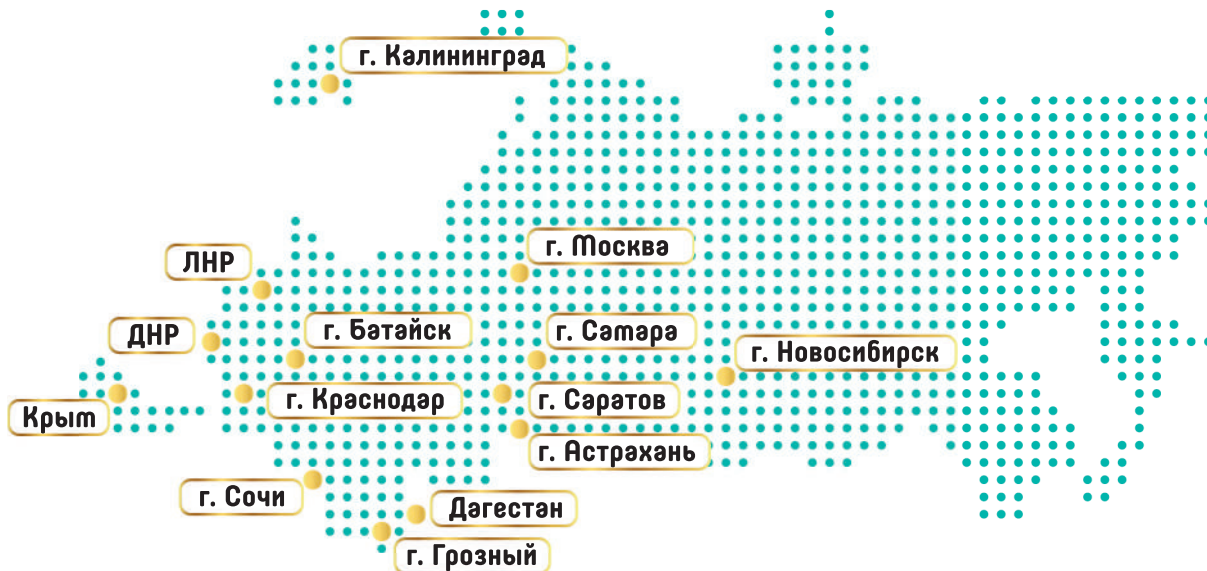 г. Калининград
г. Москва
ЛНР
г. Батайск
г. Самара
ДНР
г. Новосибирск
г. Краснодар
г. Саратов
Крым
г. Астрахань
г. Сочи
Дагестан
г. Грозный